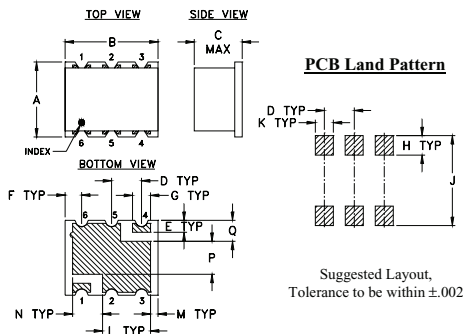 TOP VIEW
SIDE VIEW
B
C
MAX
1 2 3
A
6 5 4
INDEX
PCB Land Pattern
D TYP
K TYP
H TYP
J
BOTTOM VIEW
D TYP
F TYP
G TYP
6 5 4
E TYP
Q
P
1 2 3
N TYP
M
L TYP
Suggested Layout,
Tolerance to be within ±.002